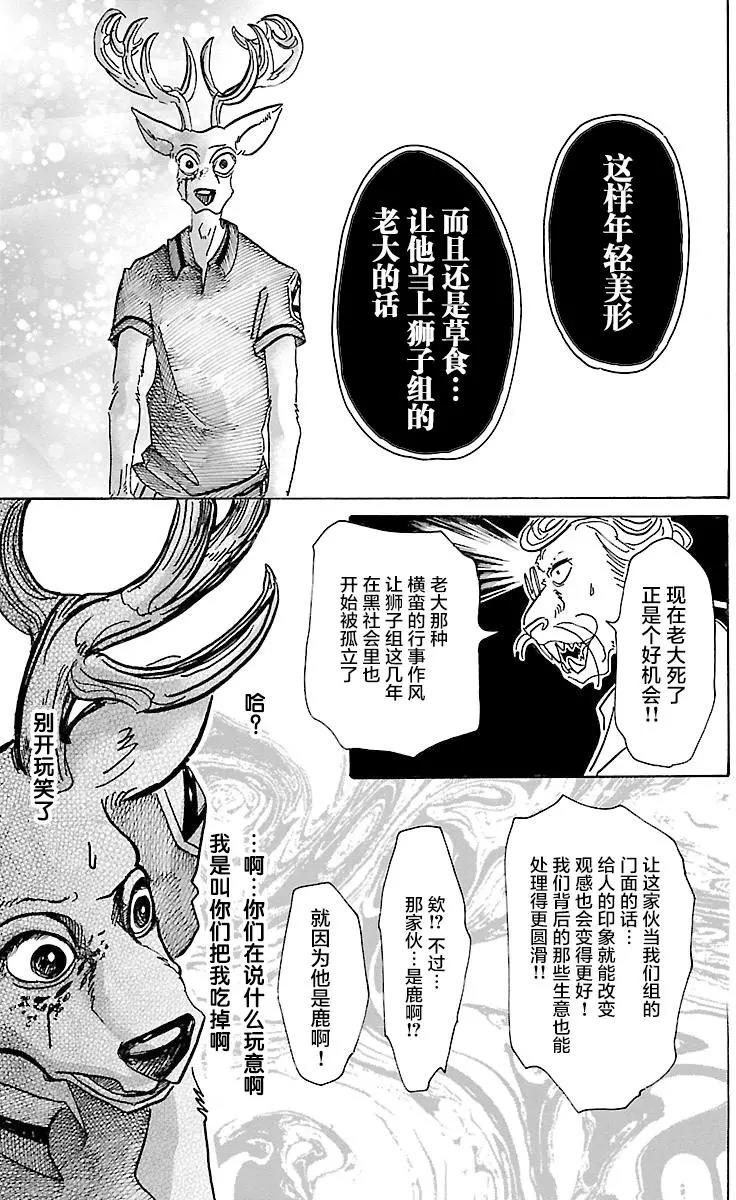 这样年轻美形
而且还是草食…
让他当上狮子组的
老大的话
现在老大死了
正是个好机会!!
老大那种
横蛮的行事作风
让狮子组这几年
在黑社会里也
开始被孤立了
让这家伙当我们组的
门面的话…
给人的印象就能改变
观感也会变得更好!
我们背后的那些生意也能
处理得更圆滑!!
欸!?不过…
那家伙…是鹿啊!?
就因为他是鹿啊!
哈?
…啊…你们在说什么玩意啊
我是叫你们把我吃掉啊
别开玩笑了